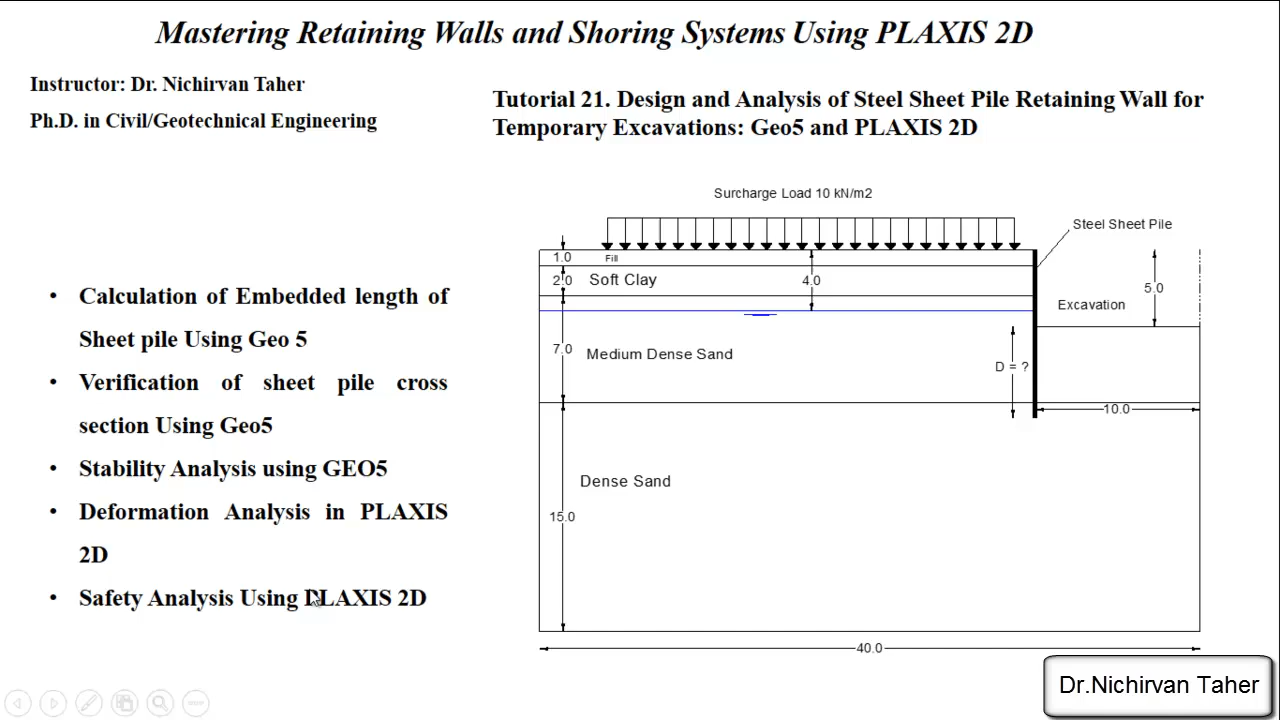 Mastering Retaining Walls and Shoring Systems Using PLAXIS 2D
Instructor: Dr. Nichirvan Taher
Ph.D. in Civil/Geotechnical Engineering
Tutorial 21. Design and Analysis of Steel Sheet Pile Retaining Wall for
Temporary Excavations: Geo5 and PLAXIS 2D
• Calculation of Embedded length of
Sheet pile Using Geo 5
• Verification of sheet pile cross
section Using Geo5
• Stability Analysis using GEO5
• Deformation Analysis in PLAXIS
2D
• Safety Analysis Using PLAXIS 2D
Surcharge Load 10 kN/m2
Steel Sheet Pile
1.0
Fill
2.0
Soft Clay
4.0
5.0
Excavation
7.0
Medium Dense Sand
D = ?
10.0
Dense Sand
15.0
40.0
Dr.Nichirvan Taher